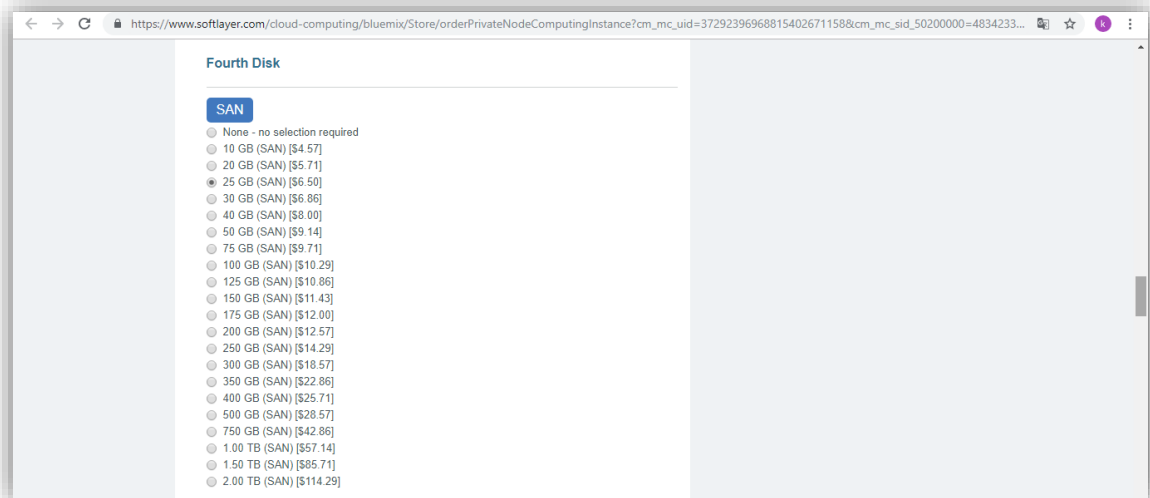 https://www.softlayer.com/cloud-computing/bluemix/Store/orderPrivateNodeComputingInstance?cm_mc_uid=37292396968815402671158&cm_mc_sid_50200000=4834233...
k
Fourth Disk
SAN
None - no selection required
10 GB (SAN) [$4.57]
20 GB (SAN) [$5.71]
25 GB (SAN) [$6.50]
30 GB (SAN) [$6.86]
40 GB (SAN) [$8.00]
50 GB (SAN) [$9.14]
75 GB (SAN) [$9.71]
100 GB (SAN) [$10.29]
125 GB (SAN) [$10.86]
150 GB (SAN) [$11.43]
175 GB (SAN) [$12.00]
200 GB (SAN) [$12.57]
250 GB (SAN) [$14.29]
300 GB (SAN) [$18.57]
350 GB (SAN) [$22.86]
400 GB (SAN) [$25.71]
500 GB (SAN) [$28.57]
750 GB (SAN) [$42.86]
1.00 TB (SAN) [$57.14]
1.50 TB (SAN) [$85.71]
2.00 TB (SAN) [$114.29]